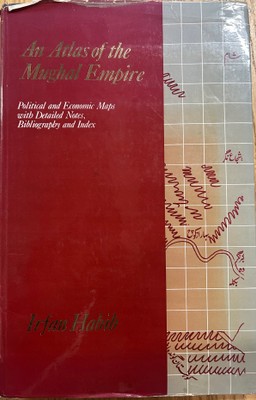 An Atlas of the
Mughal Empire
Political and Economic Maps
with Detailed Notes,
Bibliography and Index
Irfan Habib